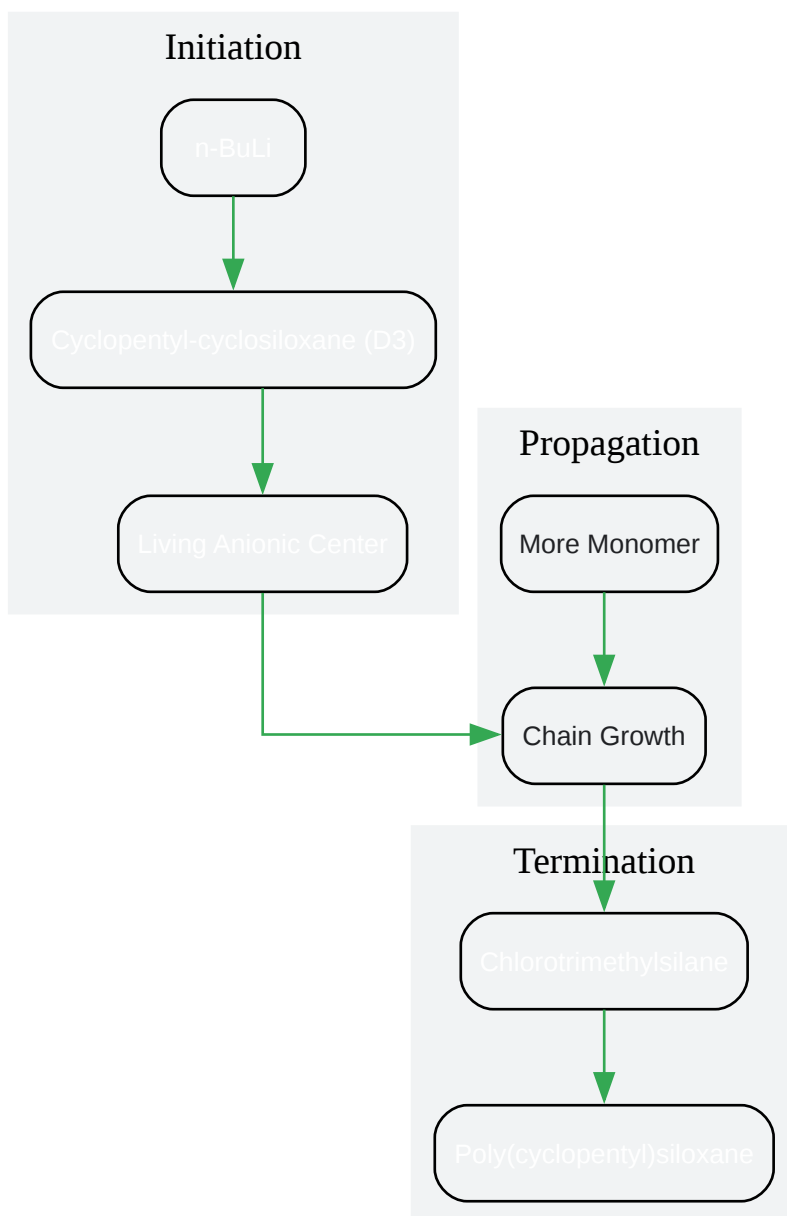 Initiation
n-BuLi
Cyclopentyl-cyclosiloxane (D3)
Living Anionic Center
Propagation
More Monomer
Chain Growth
Termination
Chlorotrimethylsilane
Poly(cyclopentyl)siloxane